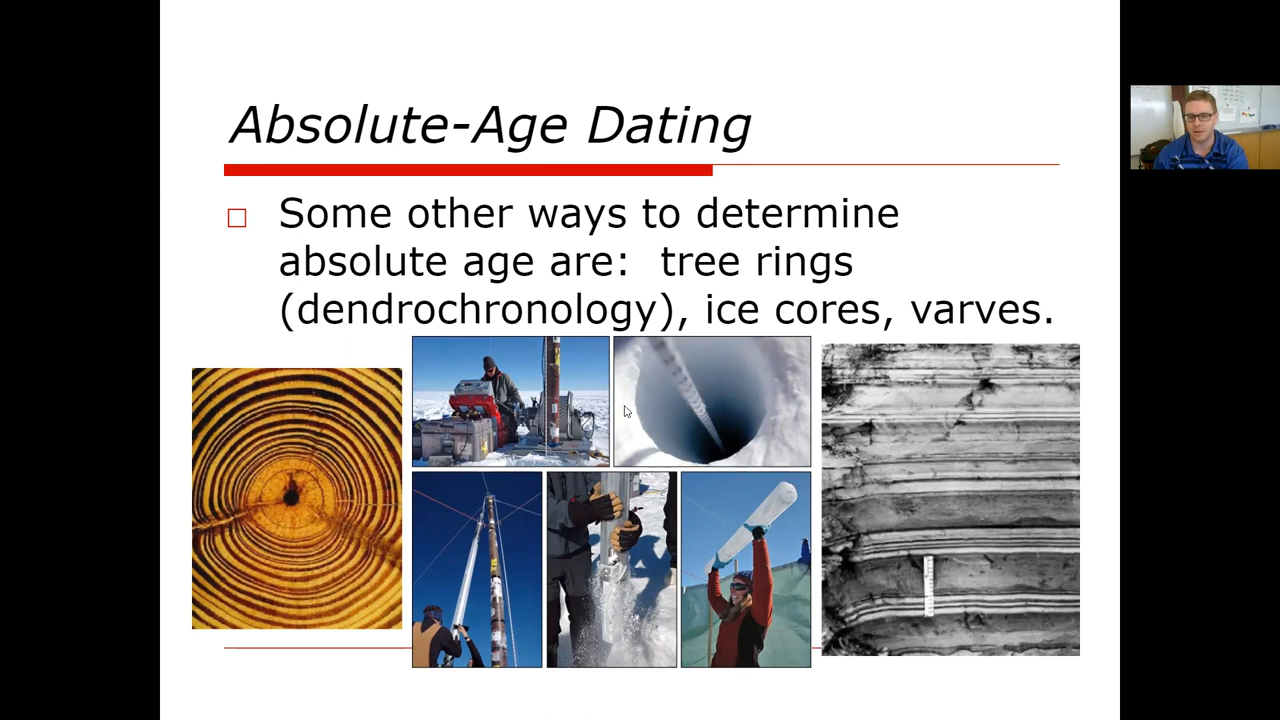 Absolute-Age Dating
Some other ways to determine
absolute age are: tree rings
(dendrochronology), ice cores, varves.